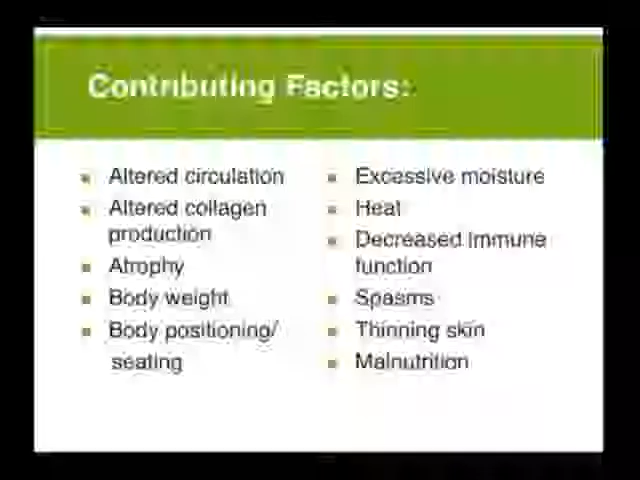 Contributing Factors:
Altered circulation
Altered collagen
production
Atrophy
Body weight
Body positioning/
seating
Excessive moisture
Heat
Decreased immune
function
Spasms
Thinning skin
Malnutrition